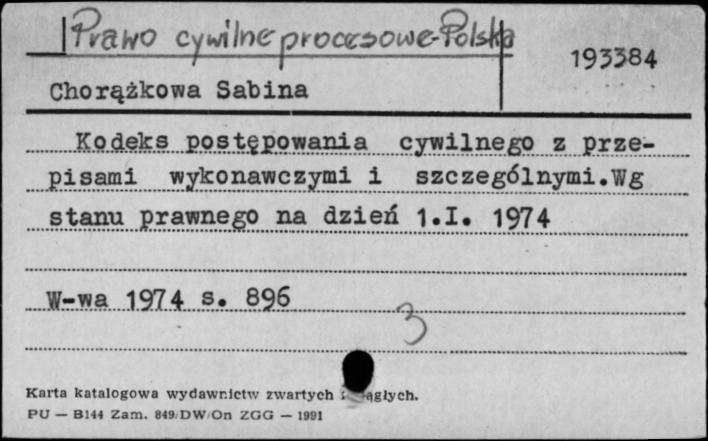 Prawo cywilne procesowe-Polska
193384
Chorążkowa Sabina
Kodeks postępowania cywilnego z prze-
pisami wykonawczymi i szczególnymi.Wg
stanu prawnego na dzień 1.I. 1974
W-wa 1974 s. 896
3
Karta katalogowa wydawnictw zwartych
PU — B144 Zam. 849/DW/On ZGG — 1991